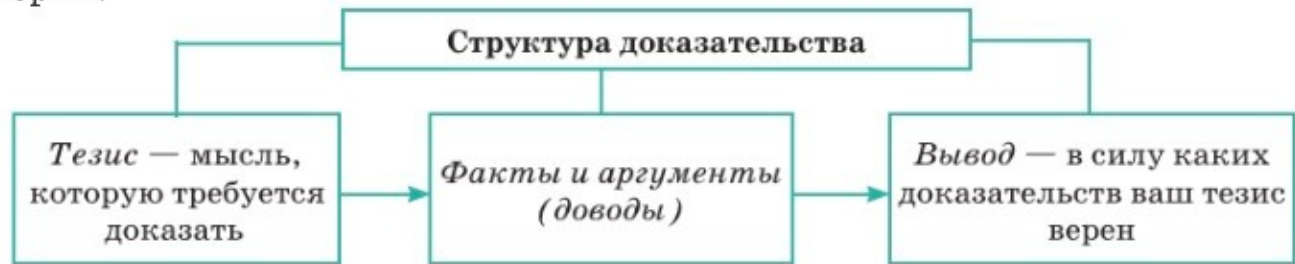 Структура доказательства
Тезис — мысль,
которую требуется
доказать
Факты и аргументы
(доводы)
Вывод — в силу каких
доказательств ваш тезис
верен